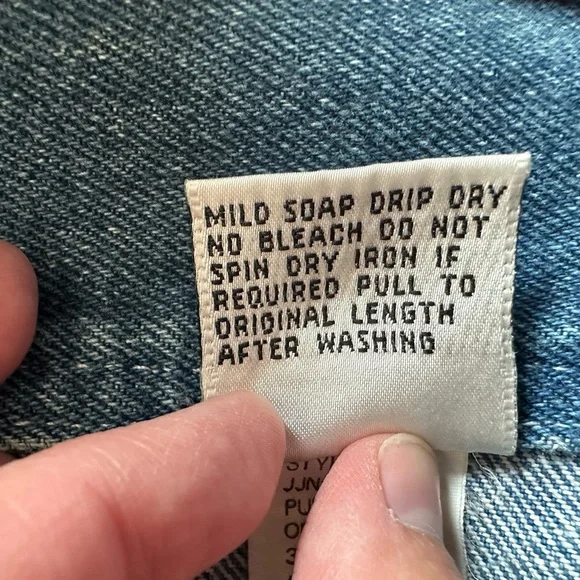 MILD SOAP DRIP DRY
NO BLEACH DO NOT
SPIN DRY IRON IF
REQUIRED PULL TO
ORIGINAL LENGTH
AFTER WASHING